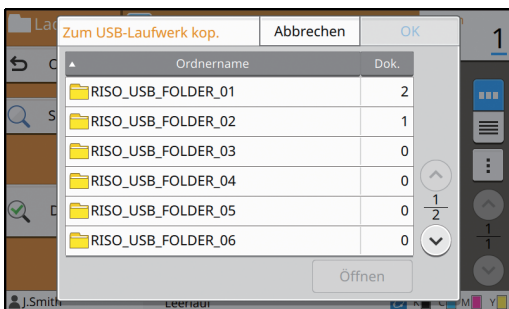 Zum USB-Laufwerk kop.
Abbrechen
OK
1
Ordnername
Dok.
RISO_USB_FOLDER_01
2
RISO_USB_FOLDER_02
1
RISO_USB_FOLDER_03
0
RISO_USB_FOLDER_04
0
RISO_USB_FOLDER_05
0
RISO_USB_FOLDER_06
0
1
2
1
1
Öffnen
J.Smith
Leerlauf
K
C
M
Y